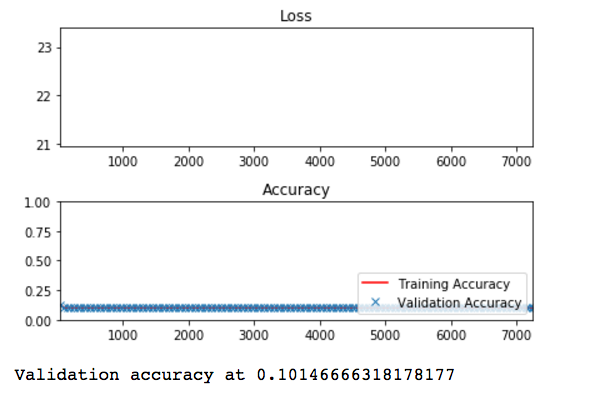 Loss
23
22
21
1000 2000 3000 4000 5000 6000 7000
Accuracy
1.00
0.75
0.50
0.25
0.00
Training Accuracy
Validation Accuracy
1000 2000 3000 4000 5000 6000 7000
Validation accuracy at 0.10146666318178177